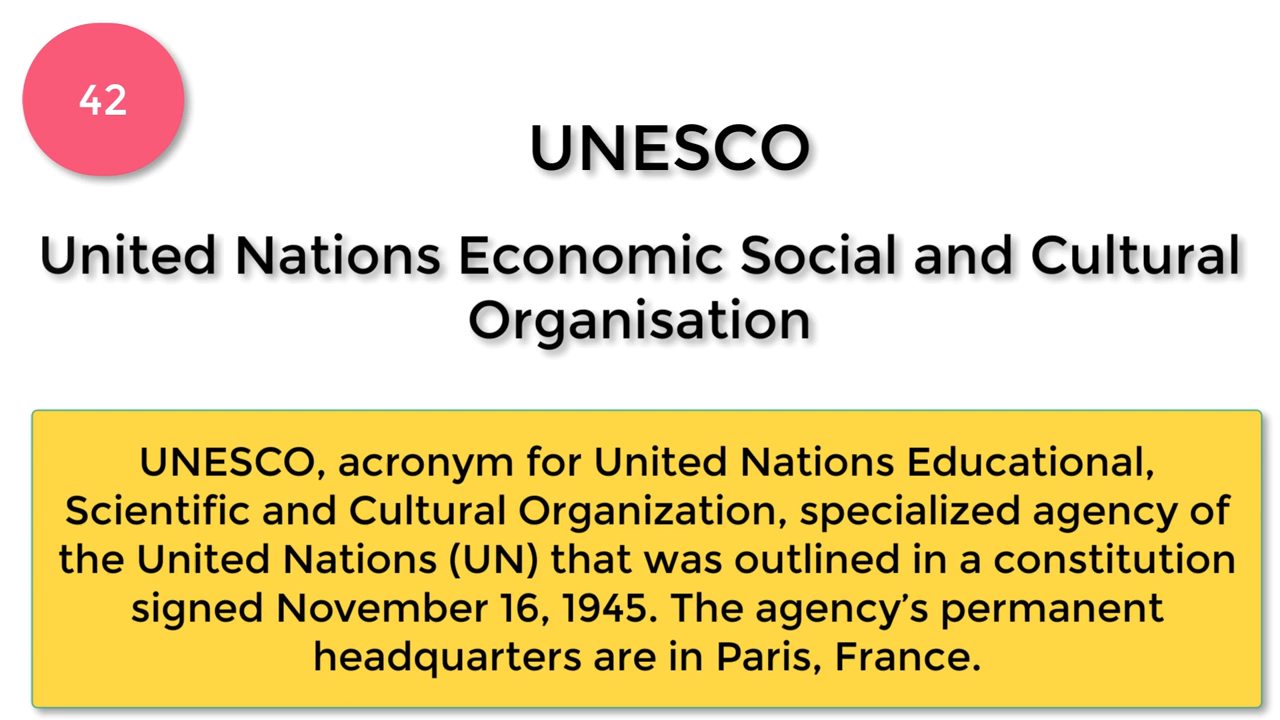 42
UNESCO
United Nations Economic Social and Cultural
Organisation
UNESCO, acronym for United Nations Educational,
Scientific and Cultural Organization, specialized agency of
the United Nations (UN) that was outlined in a constitution
signed November 16, 1945. The agency’s permanent
headquarters are in Paris, France.